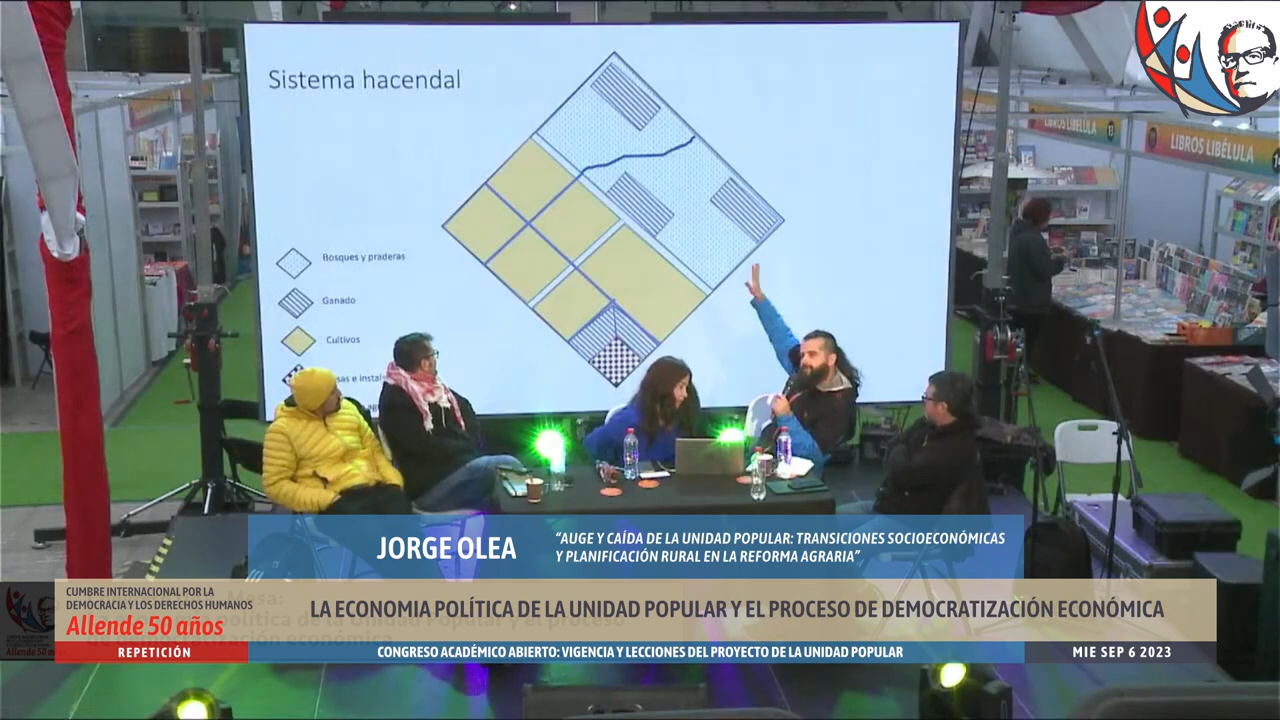 Sistema hacendal
Bosques y praderas
Ganado
Cultivos
LIBROS LIBÉLULA
LIBROS LIBÉLULA
JORGE OLEA
“AUGE Y CAÍDA DE LA UNIDAD POPULAR: TRANSICIONES SOCIOECONÓMICAS
Y PLANIFICACIÓN RURAL EN LA REFORMA AGRARIA”
CUMBRE INTERNACIONAL POR LA
DEMOCRACIA Y LOS DERECHOS HUMANOS
Allende 50 años
LA ECONOMIA POLÍTICA DE LA UNIDAD POPULAR Y EL PROCESO DE DEMOCRATIZACIÓN ECONÓMICA
REPETICIÓN
CONGRESO ACADÉMICO ABIERTO: VIGENCIA Y LECCIONES DEL PROYECTO DE LA UNIDAD POPULAR
MIE SEP 6 2023